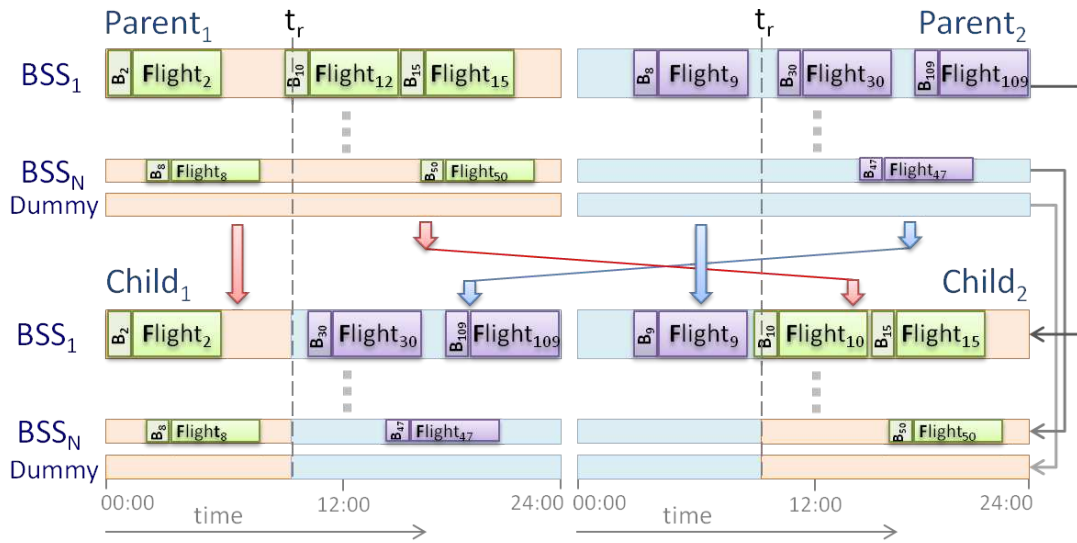 Parent₁ tᵣ tᵣ Parent₂
BSS₁ B₂ Flight₂ B₁₀ Flight₁₂ B₁₅ Flight₁₅ B₈ Flight₉ B₃₀ Flight₃₀ B₁₀₉ Flight₁₀₉
BSS_N B₈ Flight₈ B₅₀ Flight₅₀ B₄₇ Flight₄₇
Dummy
Child₁ Child₂
BSS₁ B₂ Flight₂ B₃₀ Flight₃₀ B₁₀₉ Flight₁₀₉ B₉ Flight₉ B₁₀ Flight₁₀ B₁₅ Flight₁₅
BSS_N B₈ Flight₈ B₄₇ Flight₄₇ B₅₀ Flight₅₀
Dummy
00:00 12:00 24:00 00:00 12:00 24:00
time time